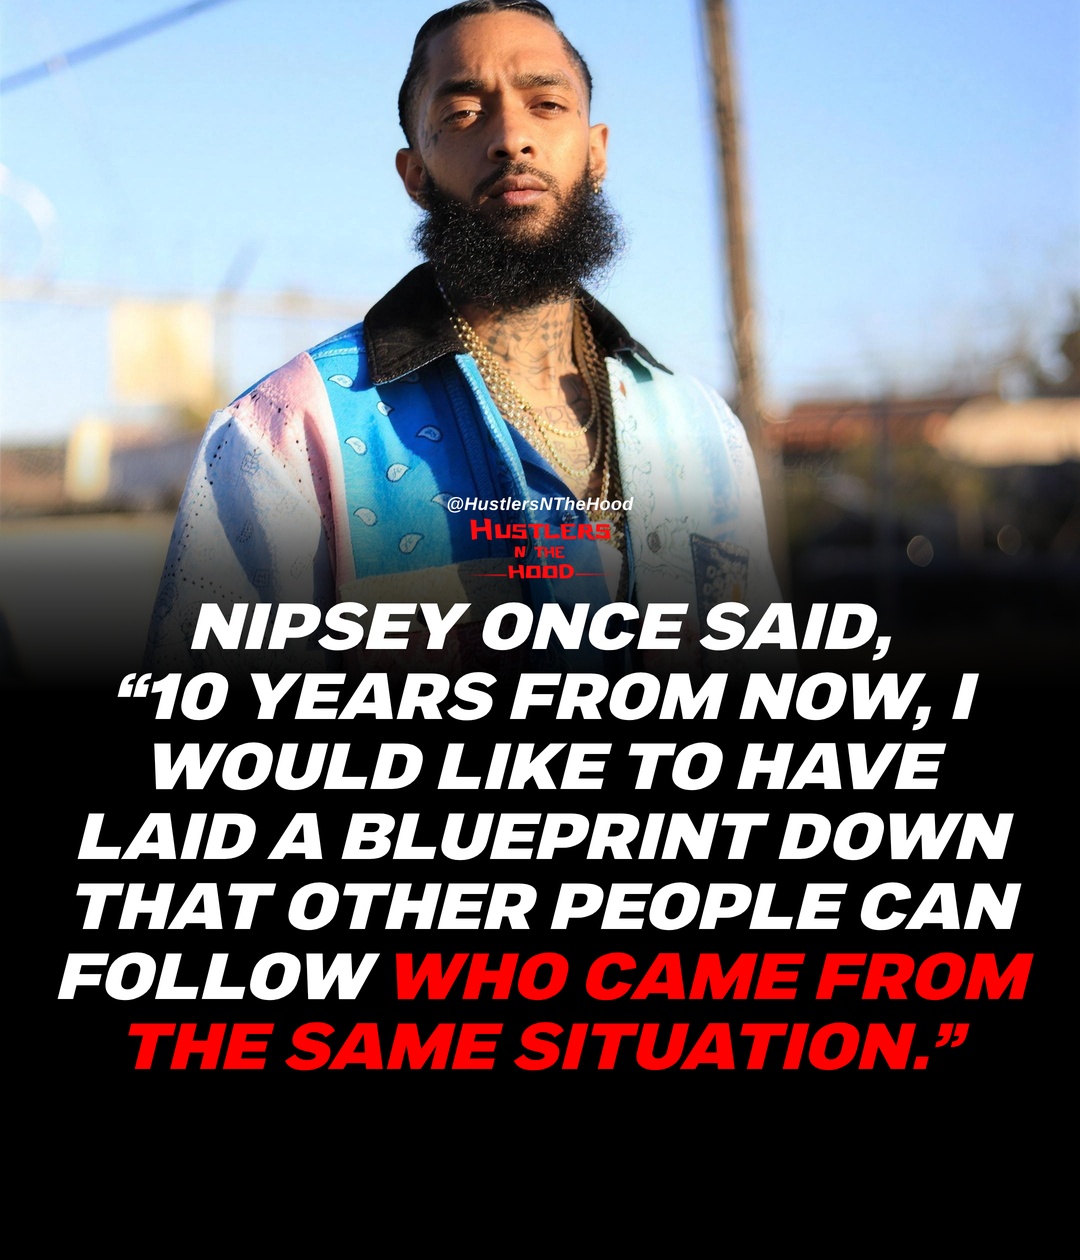 @HustlersNTheHood
HUSTLERS
N THE
HOOD
NIPSEY ONCE SAID,
“10 YEARS FROM NOW, I
WOULD LIKE TO HAVE
LAID A BLUEPRINT DOWN
THAT OTHER PEOPLE CAN
FOLLOW WHO CAME FROM
THE SAME SITUATION.”